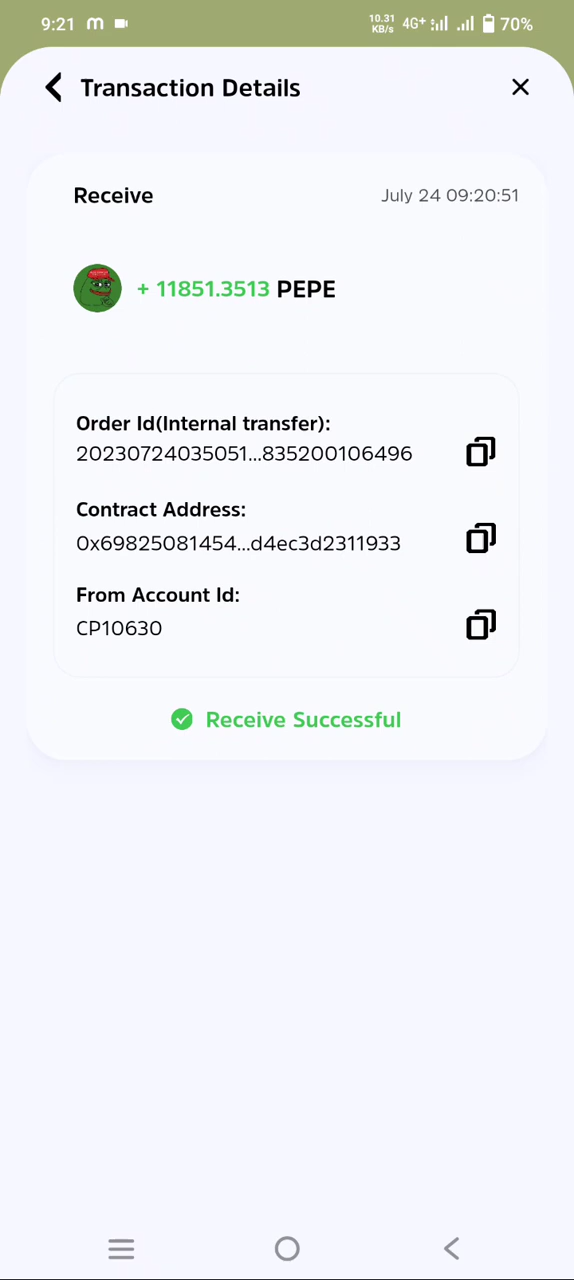 9:21 m 10.31 KB/s 4G+ 70%
Transaction Details
Receive July 24 09:20:51
+ 11851.3513 PEPE
Order Id(Internal transfer):
20230724035051...835200106496
Contract Address:
0x69825081454...d4ec3d2311933
From Account Id:
CP10630
Receive Successful